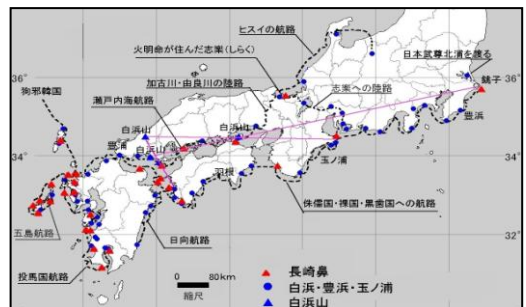 ヒスイの航路
火明命が住んだ志楽(しらく)
日本武尊北濱を渡る
加古川・由良川の陸路
銚子
36°
36°
狗邪韓国
志楽への陸路
瀬戸内海航路
豊浜
白浜山
白浜山
豊浦
白浜山
34°
34°
玉ノ浦
羽根
侏儒国・裸国・黒歯国への航路
五島航路
日向航路
32°
投馬国航路
0 80km
縮尺
長崎鼻
白浜・豊浜・玉ノ浦
白浜山